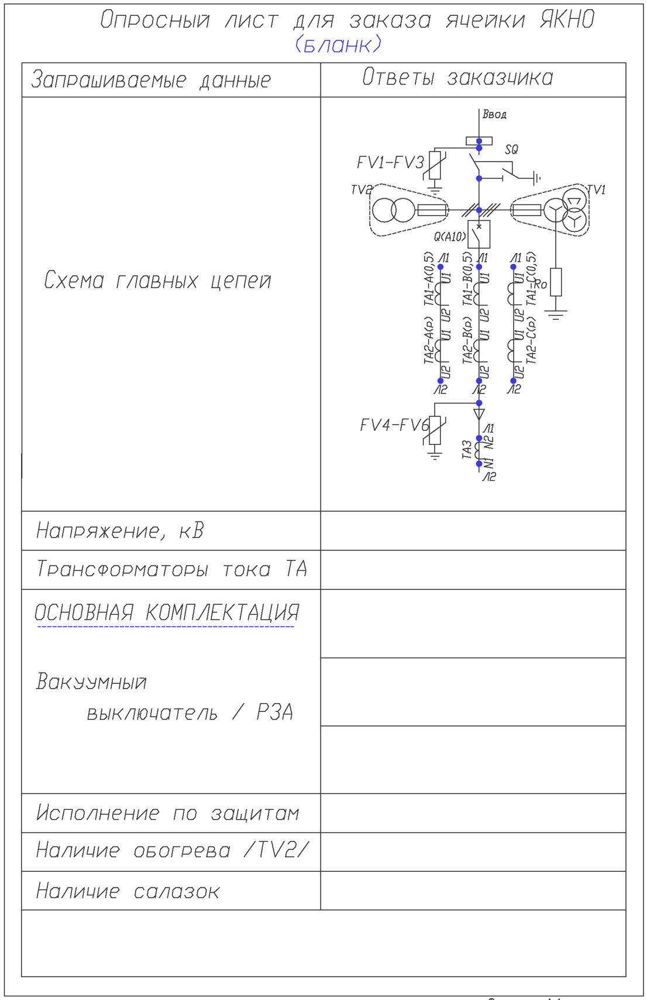 Опросный лист для заказа ячейки ЯКНО
(бланк)
Запрашиваемые данные
Ответы заказчика
Схема главных цепей
Ввод
SQ
FV1-FV3
TV2
TV1
Q(A10)
Л1
Л1
Л1
TA1-A(0,5)
U1
TA1-B(0,5)
U1
U1
TA1-C(0,5)
Ro
U2
U2
U2
TA2-A(p)
U1
TA2-B(p)
U1
U1
TA2-C(p)
U2
U2
U2
Л2
Л2
Л2
FV4-FV6
Л1
TA3
N2
N1
Л2
Напряжение, кВ
Трансформаторы тока ТА
ОСНОВНАЯ КОМПЛЕКТАЦИЯ
Вакуумный
выключатель / РЗА
Исполнение по защитам
Наличие обогрева /TV2/
Наличие салазок